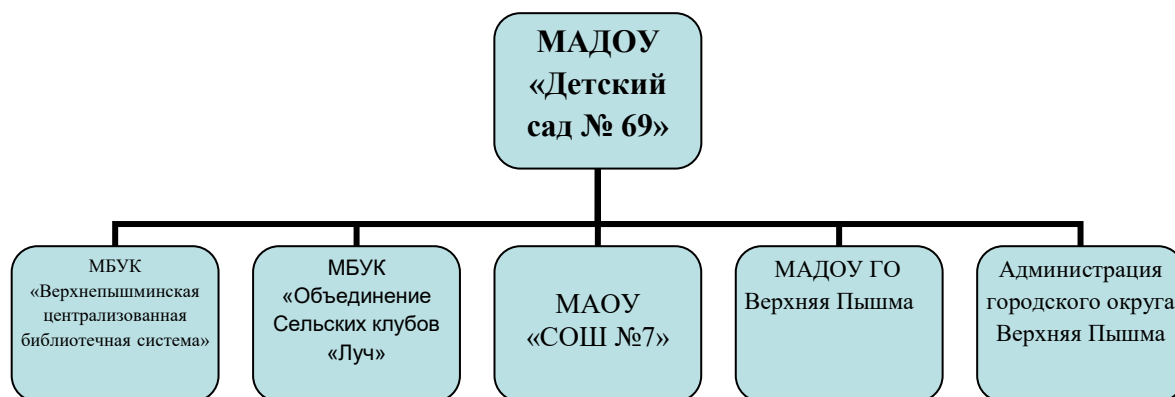 МАДОУ
«Детский
сад № 69»
МБУК
«Верхнепышминская
централизованная
библиотечная система»
МБУК
«Объединение
Сельских клубов
«Луч»
МАОУ
«СОШ №7»
МАДОУ ГО
Верхняя Пышма
Администрация
городского округа
Верхняя Пышма